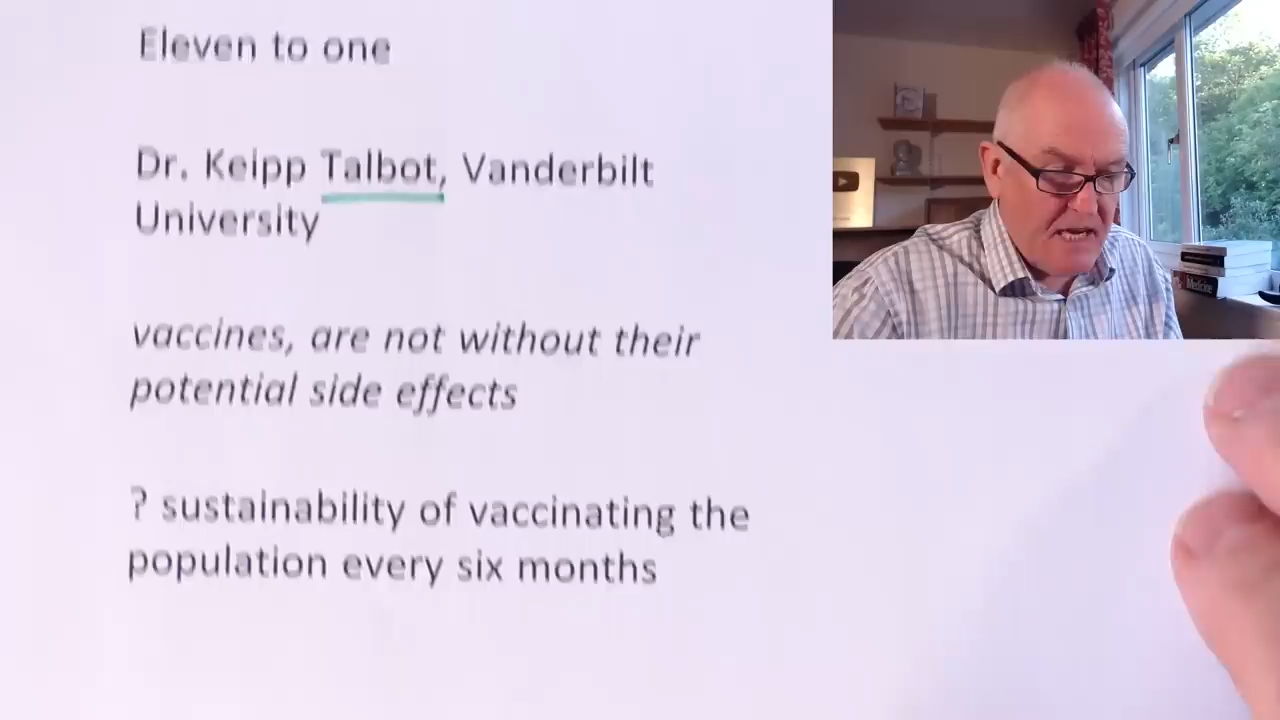 Eleven to one
Dr. Keipp Talbot, Vanderbilt
University
vaccines, are not without their
potential side effects
? sustainability of vaccinating the
population every six months
Medicine